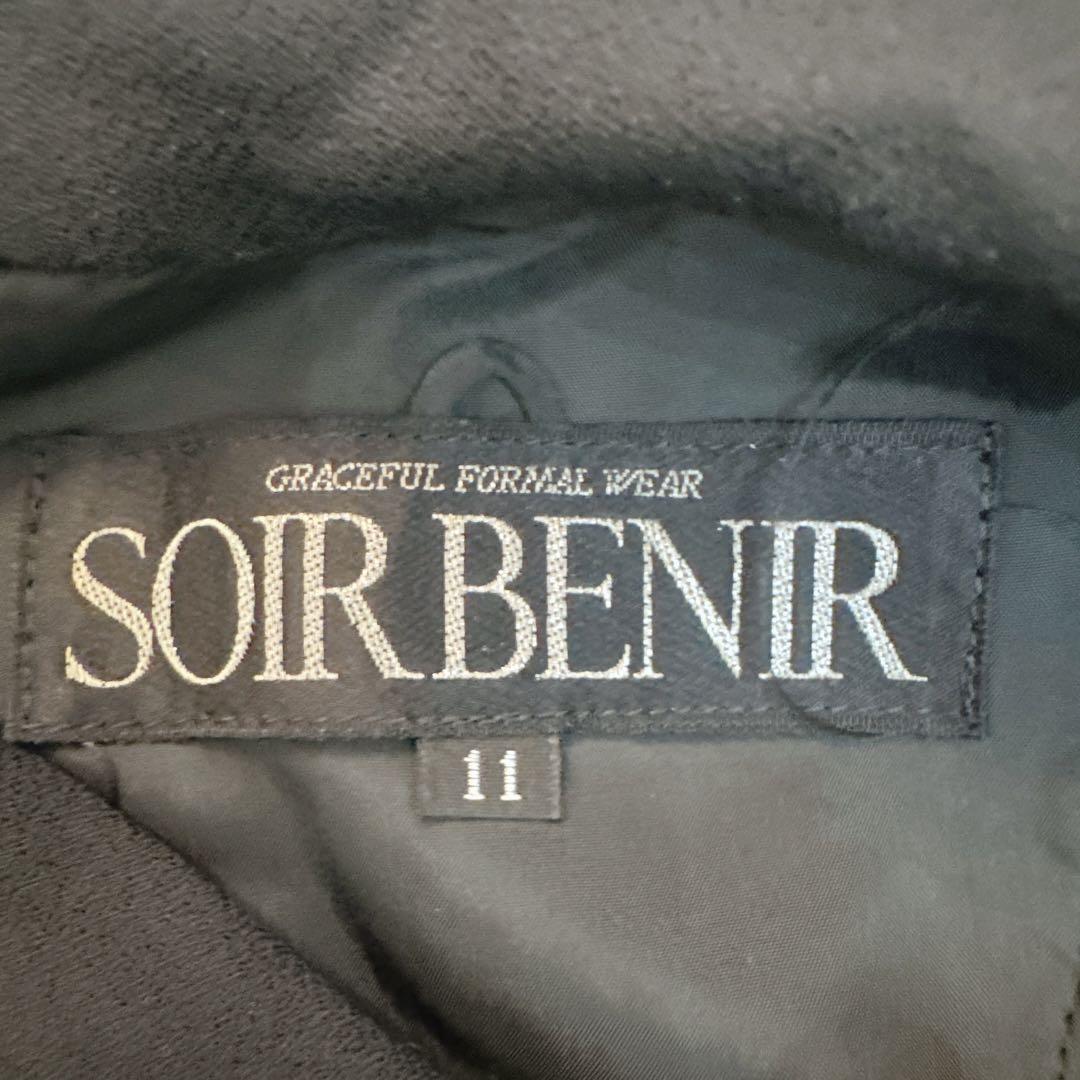 GRACEFUL FORMAL WEAR
SOIR BENIR
11